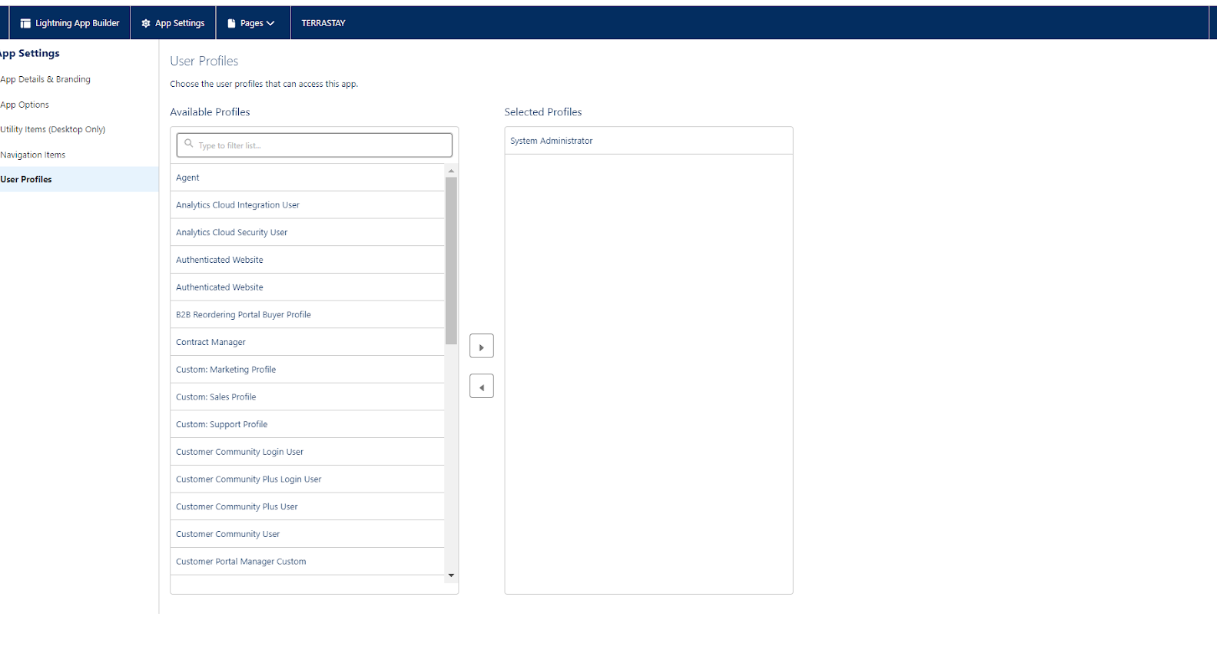 Lightning App Builder
App Settings
Pages
TERRASTAY
App Settings
App Details & Branding
App Options
Utility Items (Desktop Only)
Navigation Items
User Profiles
User Profiles
Choose the user profiles that can access this app.
Available Profiles
Type to filter list...
Agent
Analytics Cloud Integration User
Analytics Cloud Security User
Authenticated Website
Authenticated Website
B2B Reordering Portal Buyer Profile
Contract Manager
Custom: Marketing Profile
Custom: Sales Profile
Custom: Support Profile
Customer Community Login User
Customer Community Plus Login User
Customer Community Plus User
Customer Community User
Customer Portal Manager Custom
Selected Profiles
System Administrator